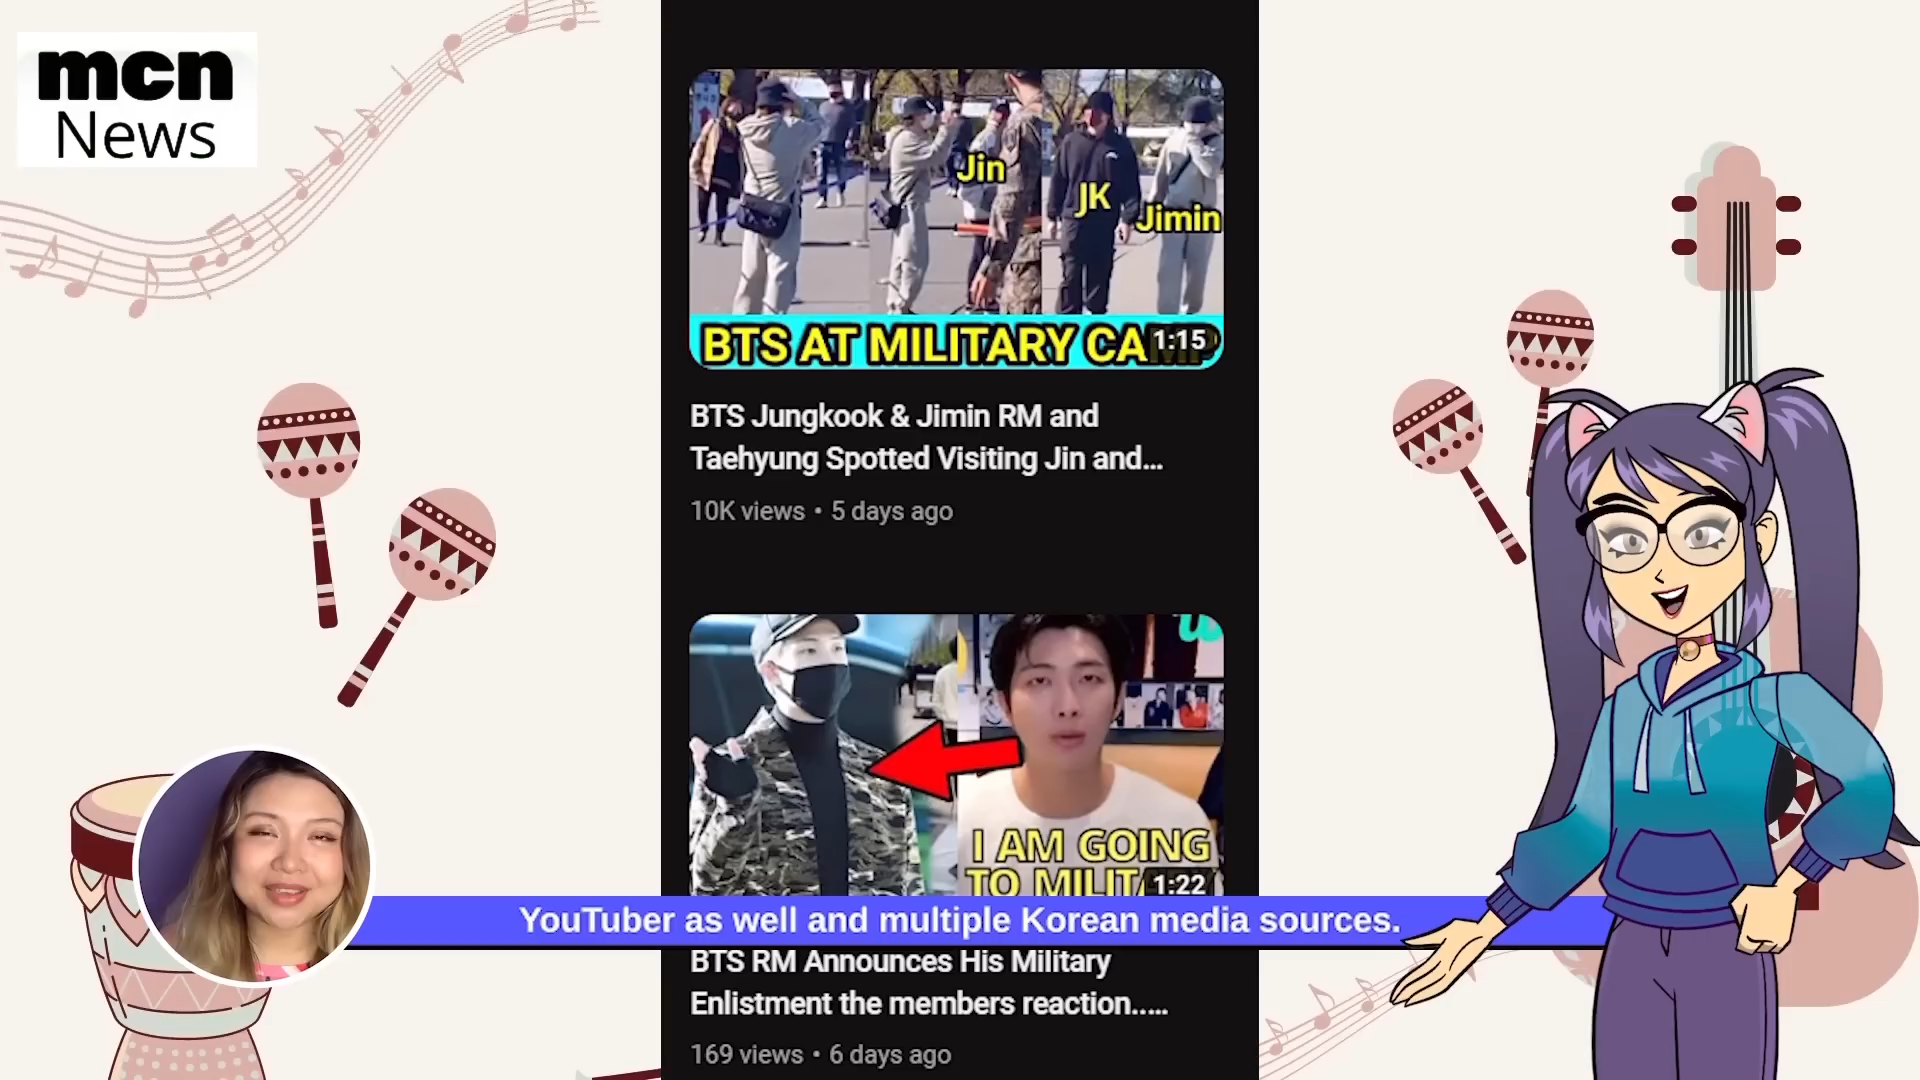 mcn
News
Jin
JK
Jimin
BTS AT MILITARY CAMP
1:15
BTS Jungkook & Jimin RM and
Taehyung Spotted Visiting Jin and...
10K views • 5 days ago
I AM GOING
TO MILITA
1:22
YouTuber as well and multiple Korean media sources.
BTS RM Announces His Military
Enlistment the members reaction.....
169 views • 6 days ago